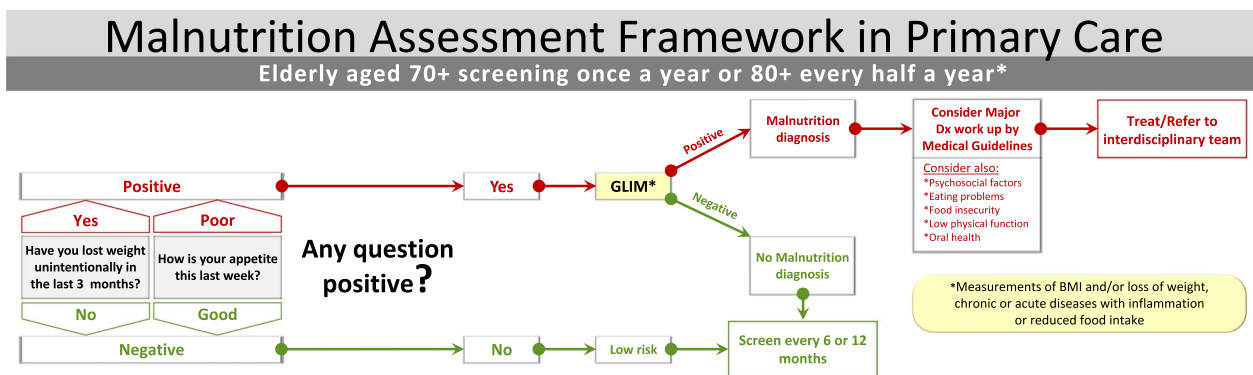 Malnutrition Assessment Framework in Primary Care
Elderly aged 70+ screening once a year or 80+ every half a year*
Positive
Yes
Poor
Have you lost weight
unintentionally in
the last 3 months?
How is your appetite
this last week?
No
Good
Negative
Any question
positive?
Yes
No
GLIM*
Low risk
Positive
Negative
Malnutrition
diagnosis
No Malnutrition
diagnosis
Screen every 6 or 12
months
Consider Major
Dx work up by
Medical Guidelines
Consider also:
*Psychosocial factors
*Eating problems
*Food insecurity
*Low physical function
*Oral health
Treat/Refer to
interdisciplinary team
*Measurements of BMI and/or loss of weight,
chronic or acute diseases with inflammation
or reduced food intake